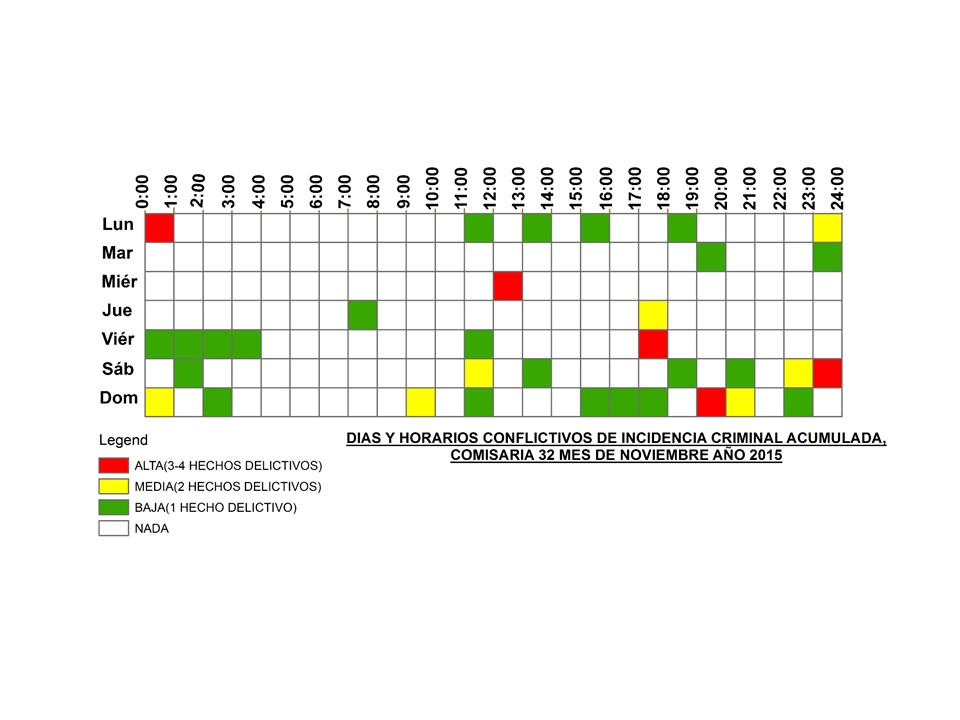 0:00 1:00 2:00 3:00 4:00 5:00 6:00 7:00 8:00 9:00 10:00 11:00 12:00 13:00 14:00 15:00 16:00 17:00 18:00 19:00 20:00 21:00 22:00 23:00 24:00
Lun
Mar
Miér
Jue
Viér
Sáb
Dom
Legend
ALTA(3-4 HECHOS DELICTIVOS)
MEDIA(2 HECHOS DELICTIVOS)
BAJA(1 HECHO DELICTIVO)
NADA
DIAS Y HORARIOS CONFLICTIVOS DE INCIDENCIA CRIMINAL ACUMULADA,
COMISARIA 32 MES DE NOVIEMBRE AÑO 2015